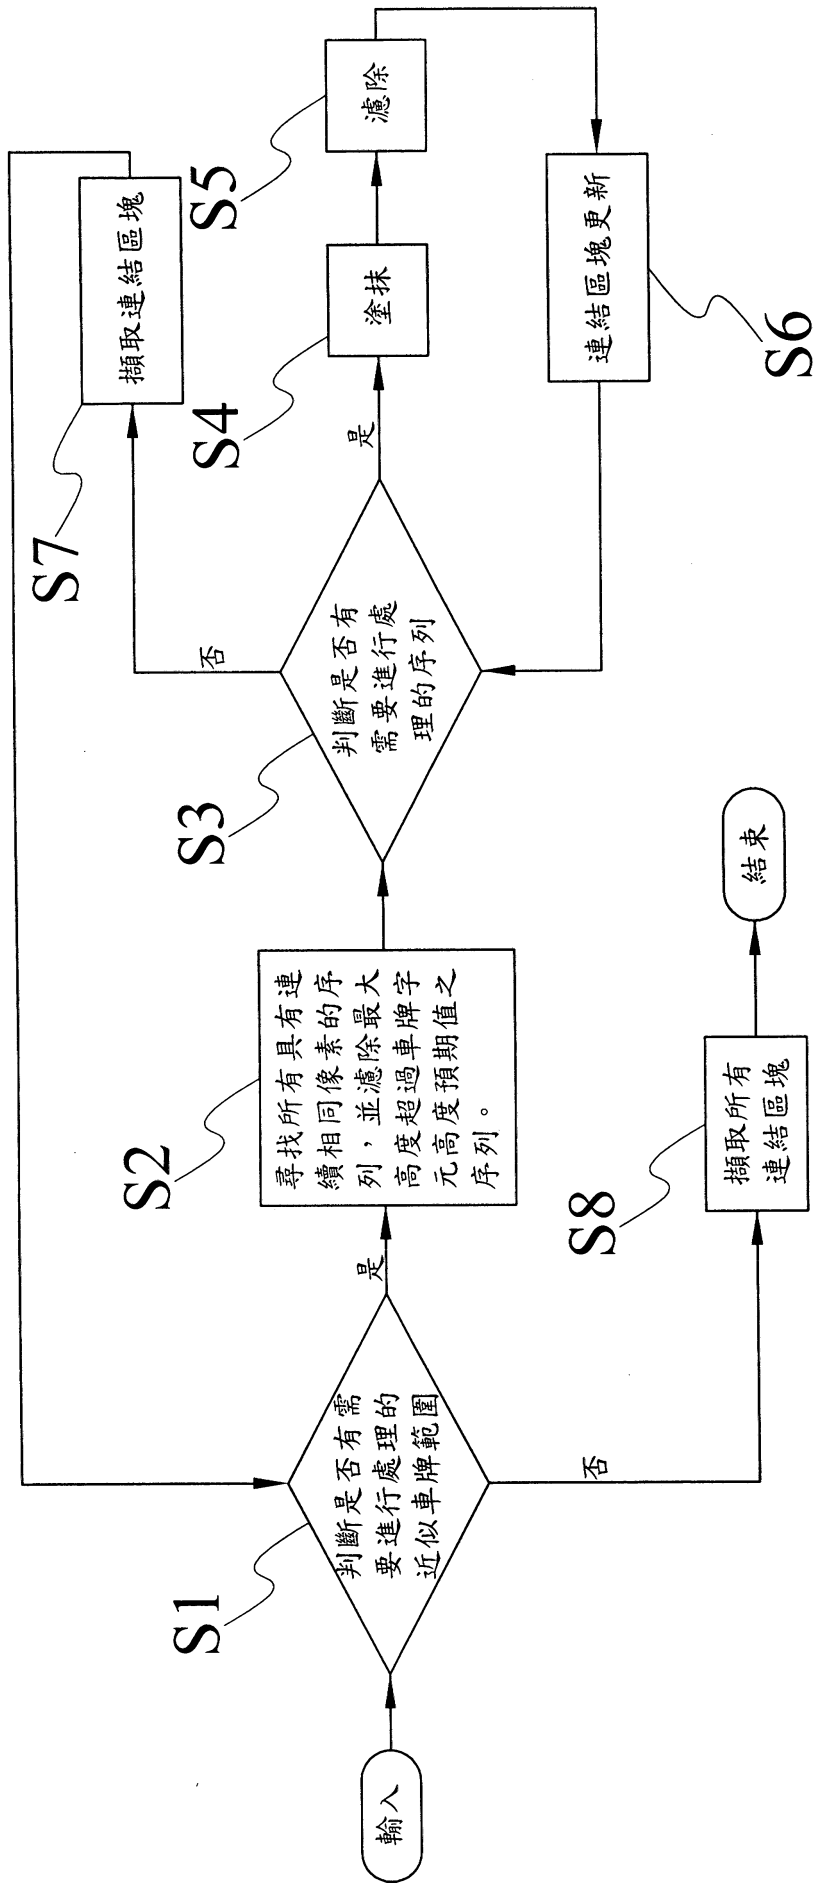 輸入
S1
判斷是否有需
要進行處理的
近似車牌範圍
是
否
S2
尋找所有具有連
續相同像素的序
列，並濾除最大
高度超過車牌字
元高度預期值之
序列。
S3
判斷是否有
需要進行處
理的序列
是
否
S4
塗抹
S5
濾除
S6
連結區塊更新
S7
擷取連結區塊
S8
擷取所有
連結區塊
結束